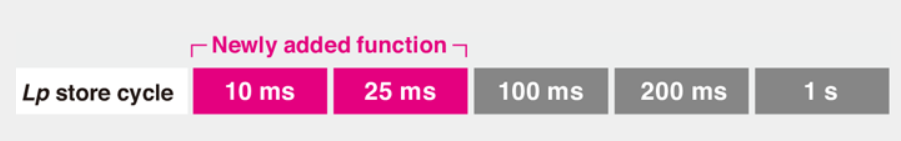 Newly added function
Lp store cycle 10 ms 25 ms 100 ms 200 ms 1 s